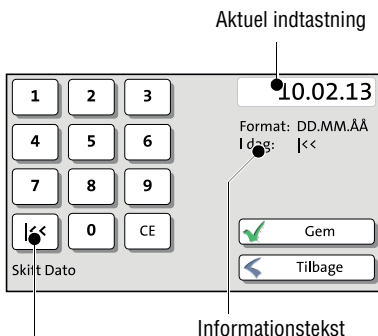 Aktuel indtastning
1 2 3 10.02.13
Format: DD.MM.ÅÅ
4 5 6 I dag: |<<
7 8 9
|<< 0 CE Gem
Skift Dato Tilbage
Informationstekst